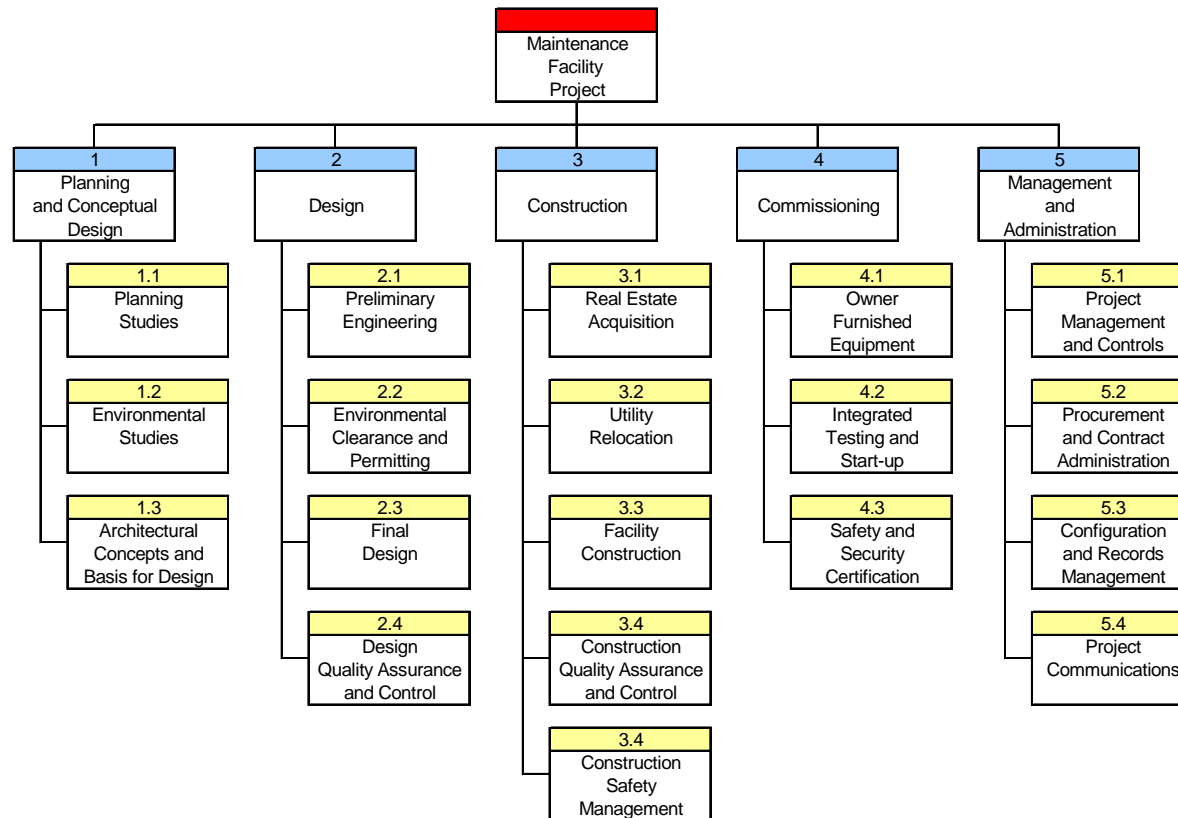 Maintenance
Facility
Project
1
Planning
and Conceptual
Design
1.1
Planning
Studies
1.2
Environmental
Studies
1.3
Architectural
Concepts and
Basis for Design
2
Design
2.1
Preliminary
Engineering
2.2
Environmental
Clearance and
Permitting
2.3
Final
Design
2.4
Design
Quality Assurance
and Control
3
Construction
3.1
Real Estate
Acquisition
3.2
Utility
Relocation
3.3
Facility
Construction
3.4
Construction
Quality Assurance
and Control
3.4
Construction
Safety
Management
4
Commissioning
4.1
Owner
Furnished
Equipment
4.2
Integrated
Testing and
Start-up
4.3
Safety and
Security
Certification
5
Management
and
Administration
5.1
Project
Management
and Controls
5.2
Procurement
and Contract
Administration
5.3
Configuration
and Records
Management
5.4
Project
Communications